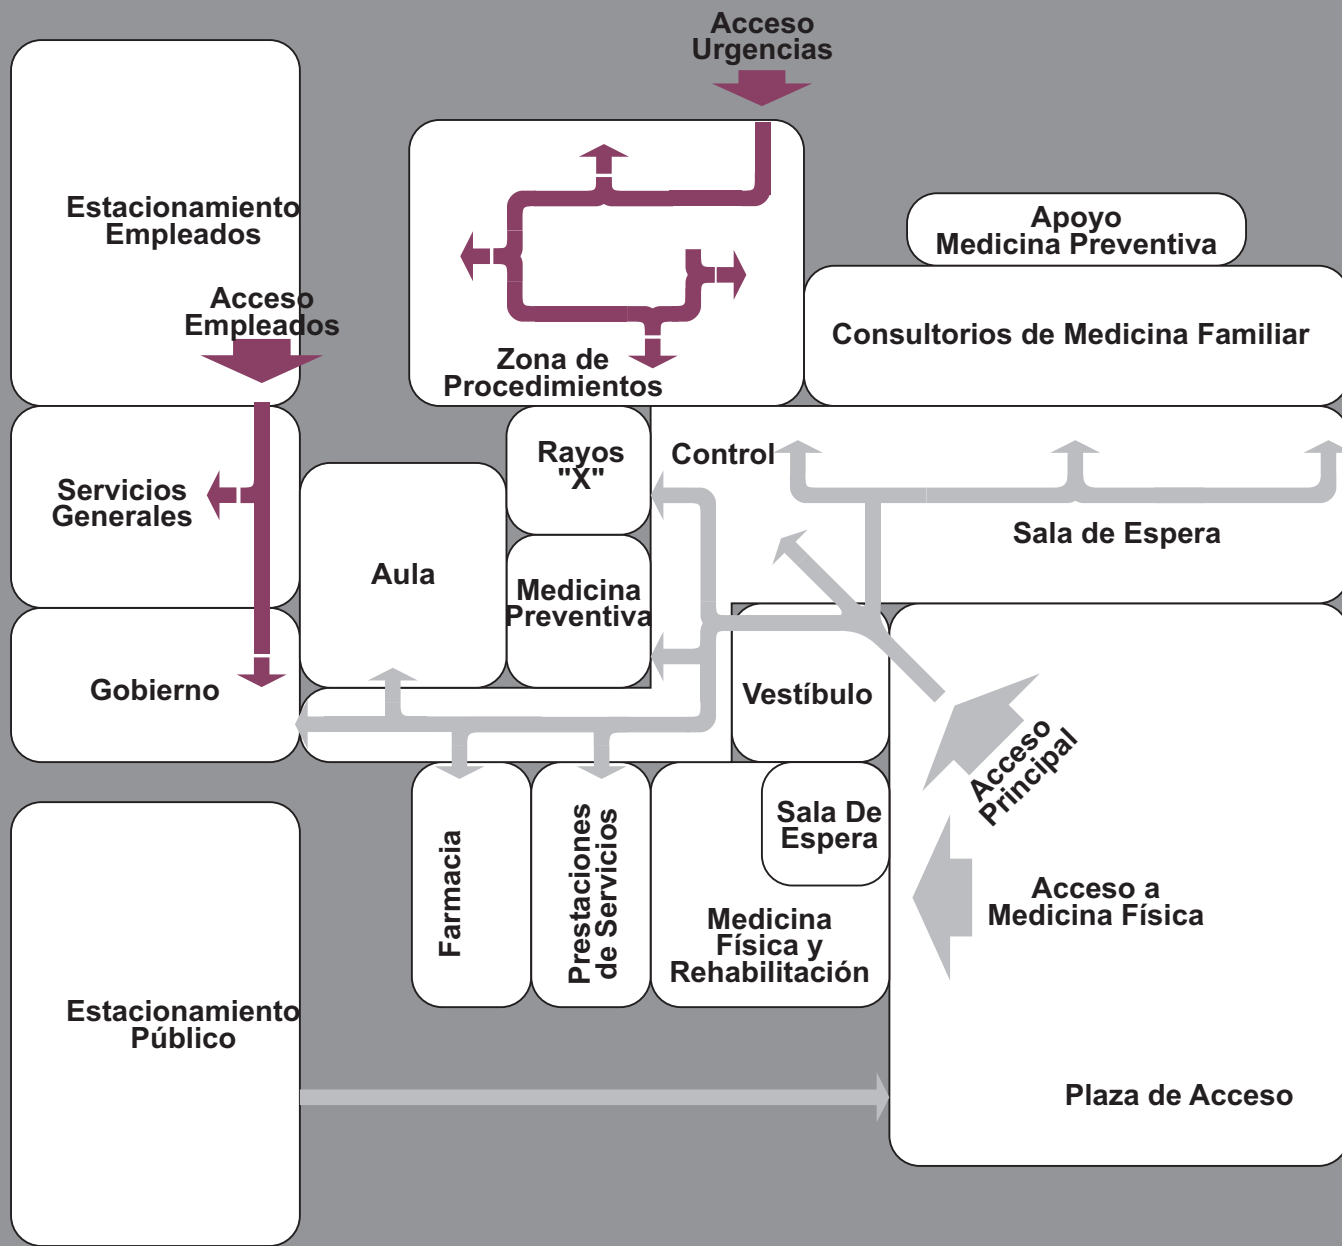 Acceso
Urgencias
Estacionamiento
Empleados
Apoyo
Medicina Preventiva
Acceso
Empleados
Consultorios de Medicina Familiar
Zona de
Procedimientos
Rayos
"X"
Control
Servicios
Generales
Sala de Espera
Aula
Medicina
Preventiva
Gobierno
Vestíbulo
Acceso
Principal
Sala De
Espera
Farmacia
Prestaciones
de Servicios
Acceso a
Medicina Física
Medicina
Física y
Rehabilitación
Estacionamiento
Público
Plaza de Acceso